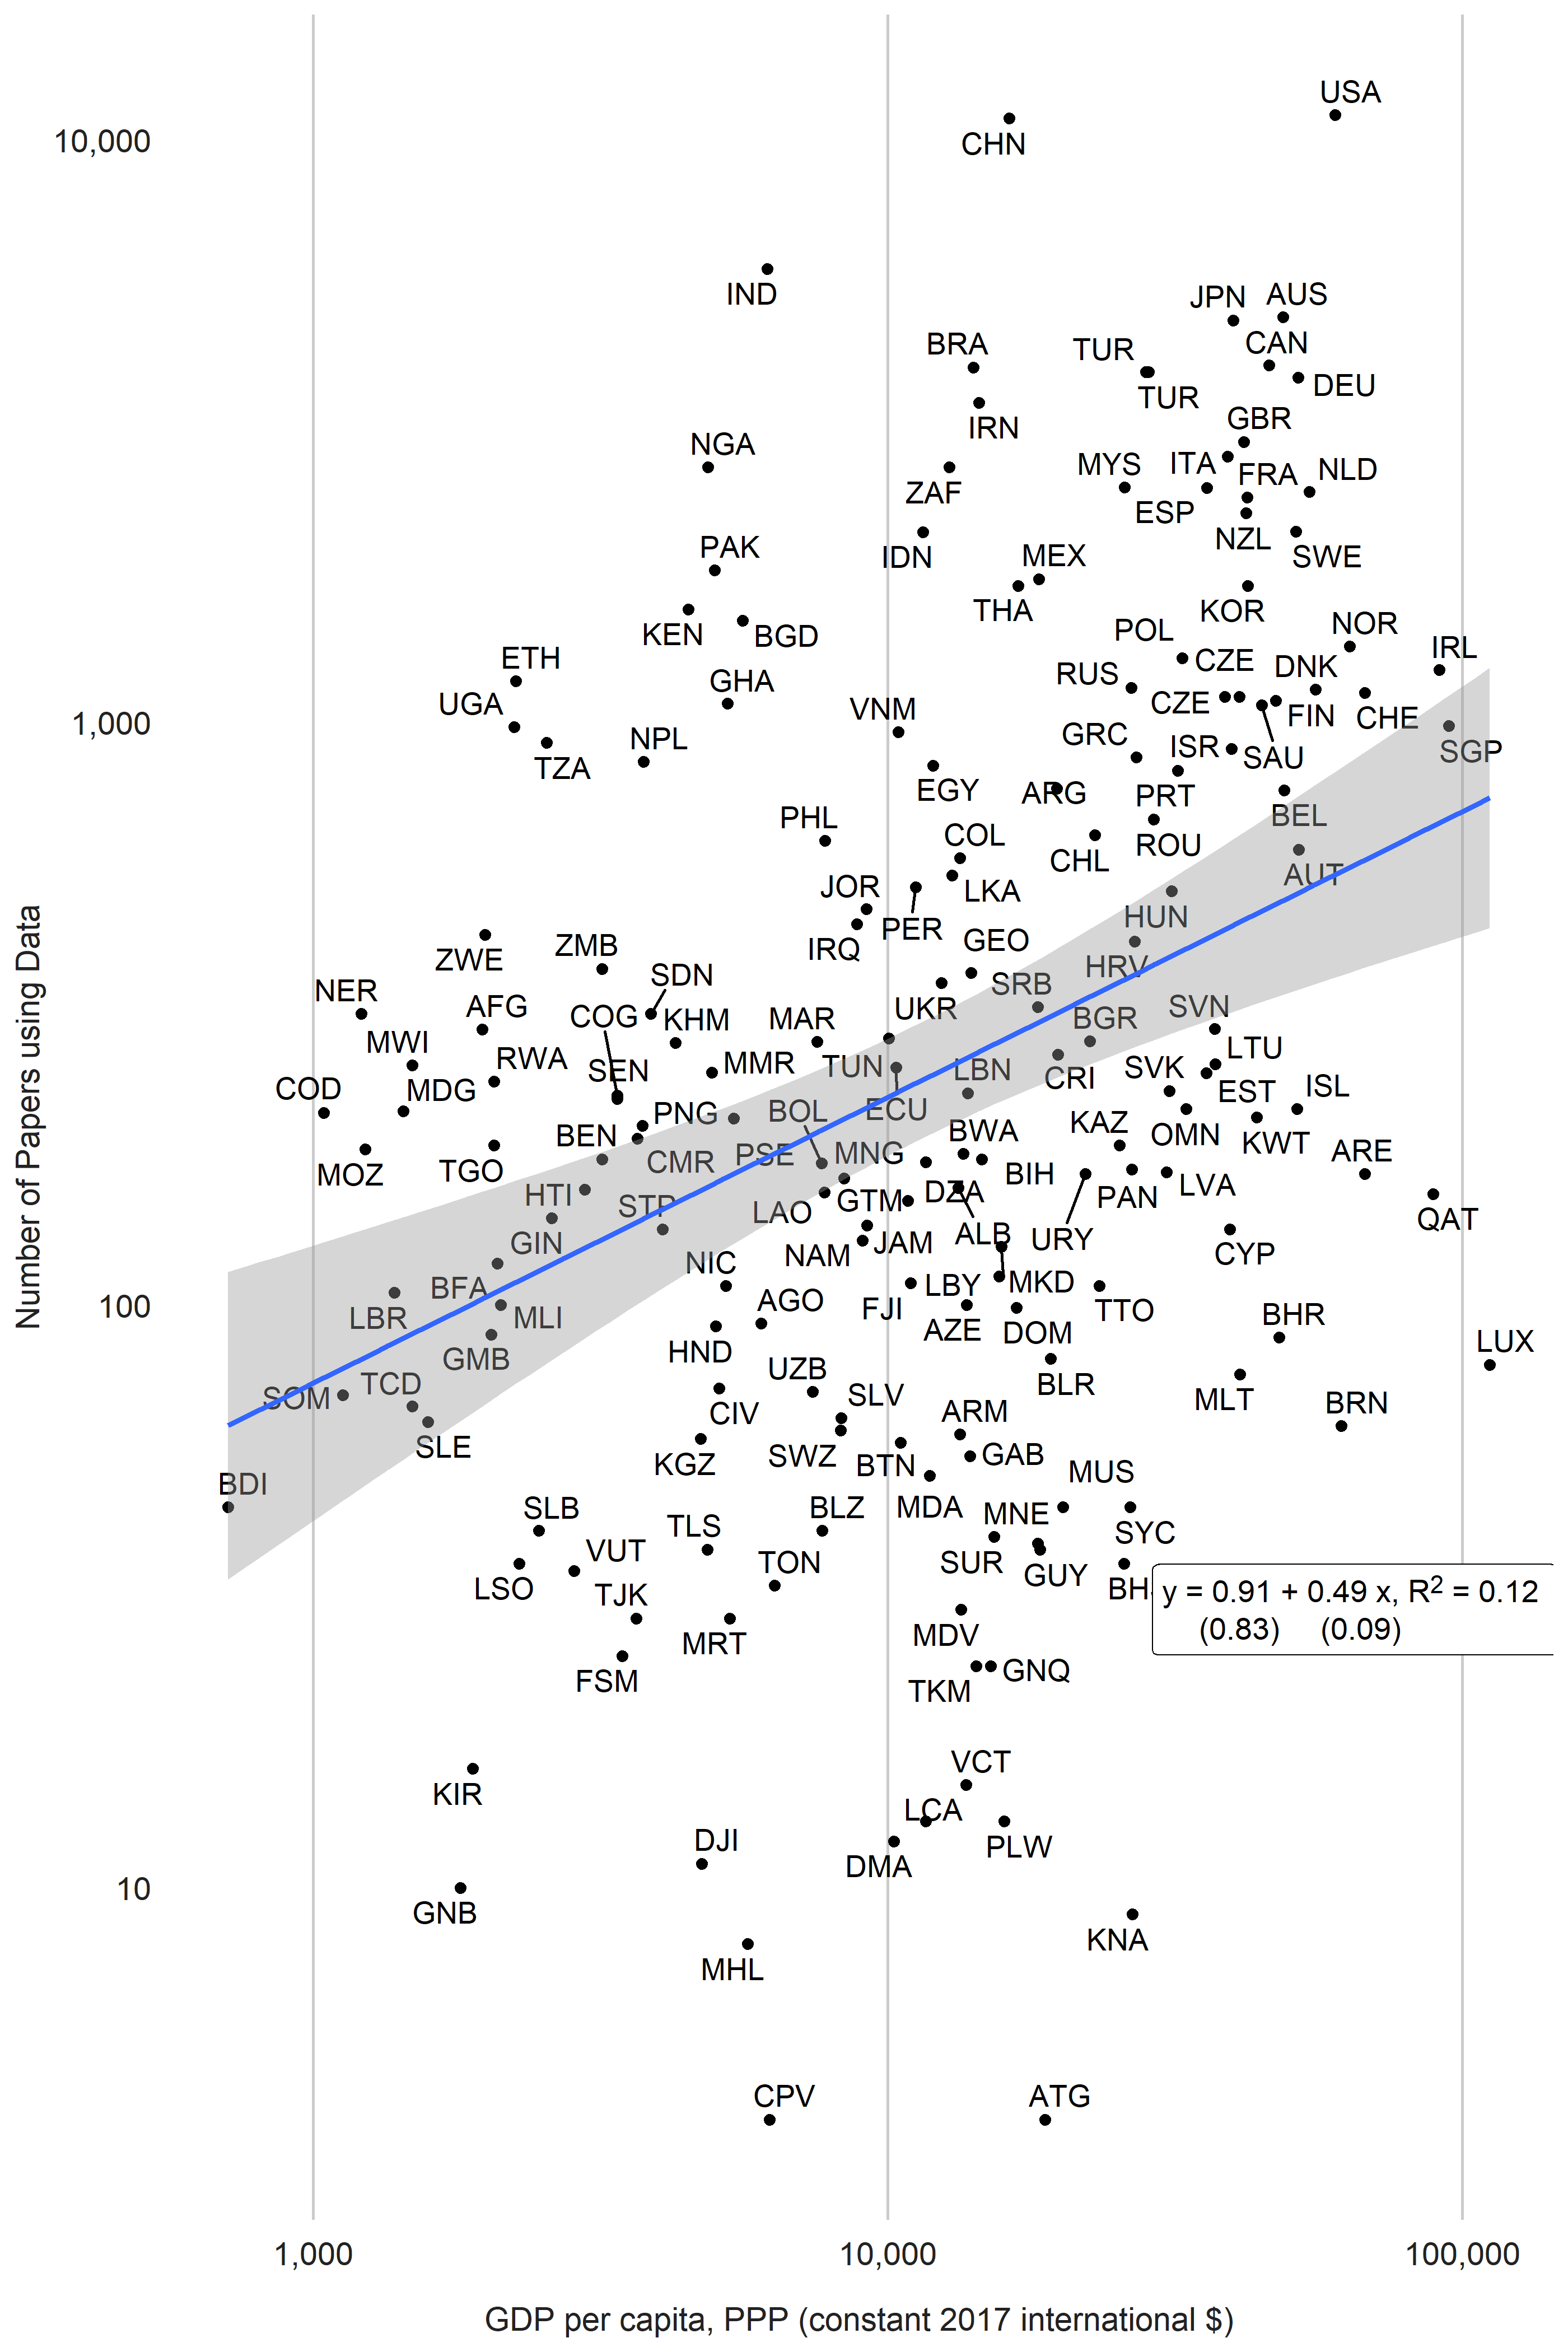 USA
10,000
CHN
IND
JPN
AUS
BRA
TUR
CAN
TUR
DEU
IRN
GBR
NGA
MYS
ITA
FRA
NLD
ZAF
ESP
NZL
SWE
PAK
IDN
MEX
THA
KOR
KEN
BGD
POL
NOR
IRL
ETH
CZE
DNK
RUS
GHA
UGA
VNM
CZE
FIN
CHE
1,000
NPL
GRC
ISR
SAU
SGP
TZA
EGY
ARG
PRT
BEL
PHL
COL
CHL
ROU
AUT
JOR
LKA
HUN
PER
IRQ
ZWE
ZMB
GEO
HRV
SDN
SRB
NER
AFG
COG
KHM
MAR
UKR
BGR
SVN
MWI
RWA
SEN
MMR
TUN
LBN
CRI
SVK
LTU
COD
MDG
EST
ISL
PNG
BOL
ECU
KAZ
BEN
BWA
OMN
KWT
MOZ
TGO
CMR
PSE
MNG
BIH
ARE
HTI
STP
LAO
GTM
DZA
PAN
LVA
QAT
GIN
NAM
JAM
ALB
URY
CYP
NIC
BFA
LBY
MKD
100
LBR
MLI
AGO
FJI
AZE
DOM
TTO
BHR
GMB
HND
LUX
SOM
TCD
UZB
BLR
MLT
BRN
CIV
SLV
ARM
SLE
KGZ
SWZ
BTN
GAB
BDI
MUS
SLB
TLS
BLZ
MDA
MNE
SYC
VUT
TON
SUR
GUY
LSO
TJK
BH
y = 0.91 + 0.49 x, R2 = 0.12
(0.83) (0.09)
MRT
MDV
FSM
TKM
GNQ
VCT
KIR
LCA
DJI
DMA
PLW
10
GNB
KNA
MHL
CPV
ATG
1,000
10,000
100,000
GDP per capita, PPP (constant 2017 international $)
Number of Papers using Data